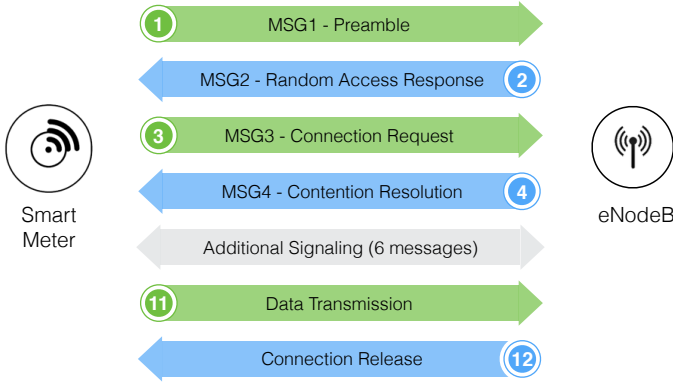 1 MSG1 - Preamble
MSG2 - Random Access Response 2
3 MSG3 - Connection Request
MSG4 - Contention Resolution 4
Smart
Meter
eNodeB
Additional Signaling (6 messages)
11 Data Transmission
Connection Release 12